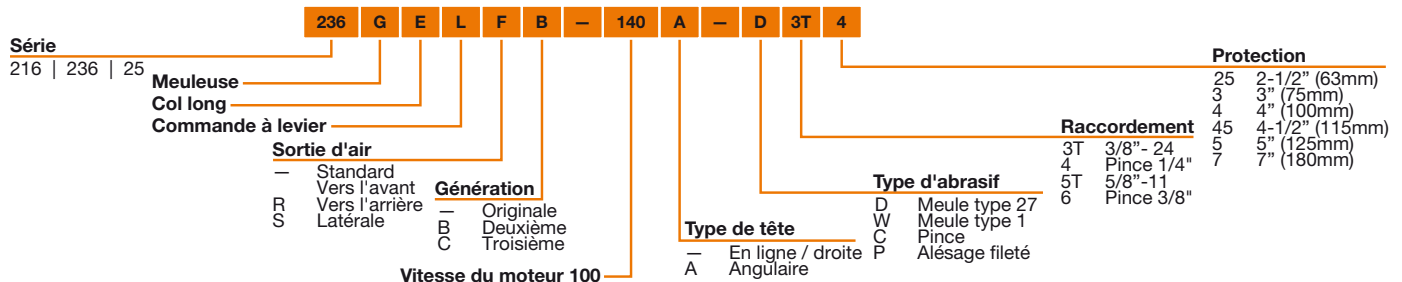 236 G E L F B — 140 A — D 3T 4
Série
216 | 236 | 25
Meuleuse
Col long
Commande à levier
Sortie d'air
— Standard
Vers l'avant
R Vers l'arrière
S Latérale
Génération
— Originale
B Deuxième
C Troisième
Vitesse du moteur 100
Type de tête
— En ligne / droite
A Angulaire
Type d'abrasif
D Meule type 27
W Meule type 1
C Pince
P Alésage fileté
Raccordement
3T 3/8”- 24
4 Pince 1/4"
5T 5/8”-11
6 Pince 3/8"
Protection
25 2-1/2” (63mm)
3 3” (75mm)
4 4” (100mm)
45 4-1/2” (115mm)
5 5” (125mm)
7 7” (180mm)